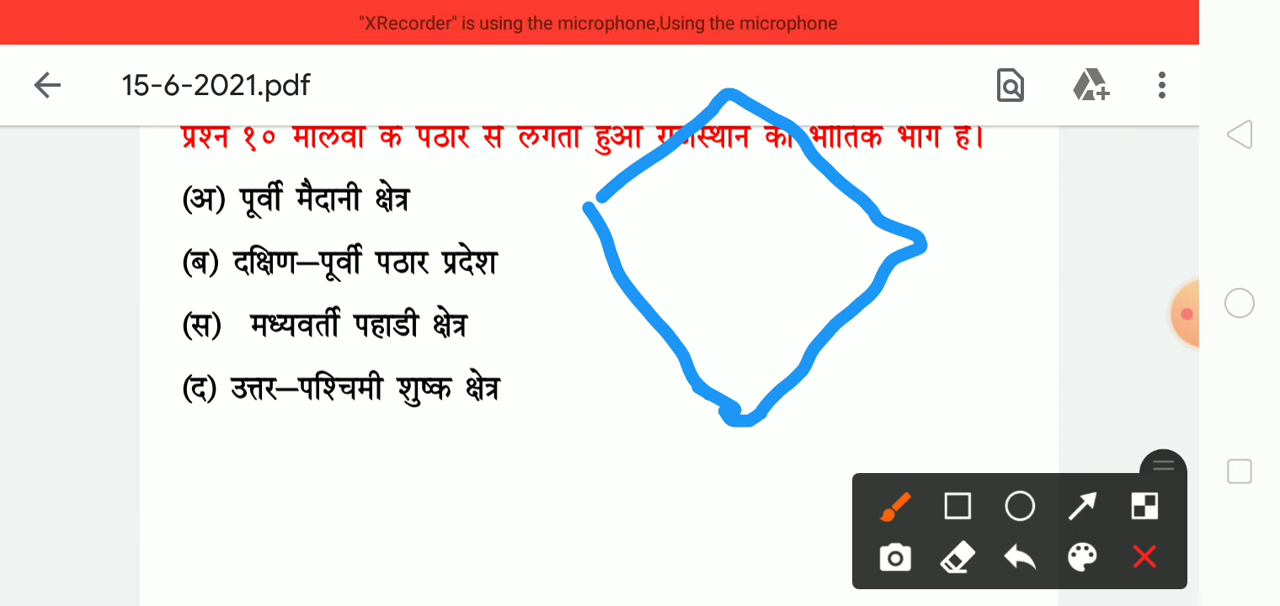 "XRecorder" is using the microphone,Using the microphone
15-6-2021.pdf
प्रश्न १० मालवा के पठार से लगता हुआ राजस्थान का भौतिक भाग है।
(अ) पूर्वी मैदानी क्षेत्र
(ब) दक्षिण–पूर्वी पठार प्रदेश
(स) मध्यवर्ती पहाडी क्षेत्र
(द) उत्तर–पश्चिमी शुष्क क्षेत्र